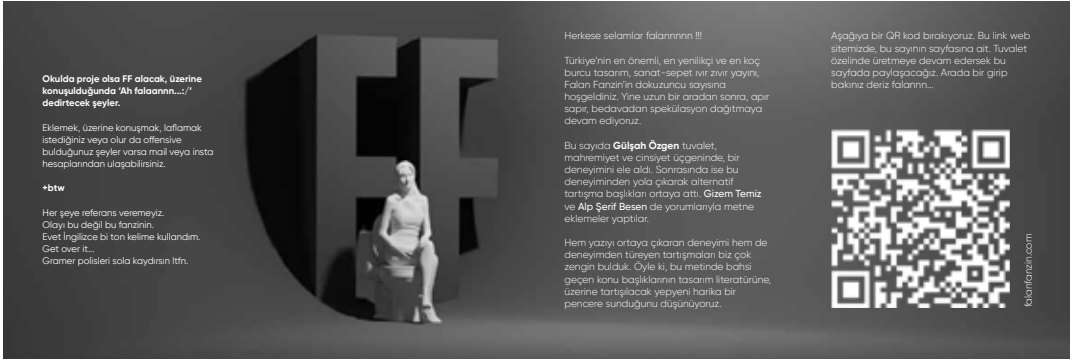 Okulda proje olsa FF alacak, üzerine
konuşulduğunda ‘Ah falaannn...:/’
dedirtecek şeyler.
Eklemek, üzerine konuşmak, laflamak
istediğiniz veya olur da offensive
bulduğunuz şeyler varsa mail veya insta
hesaplarından ulaşabilirsiniz.
+btw
Her şeye referans veremeyiz.
Olayı bu değil bu fanzinin.
Evet İngilizce bi ton kelime kullandım.
Get over it...
Gramer polisleri sola kaydırsın ltfn.
FF
Herkese selamlar falannnnn !!!
Türkiye’nin en önemli, en yenilikçi ve en koç
burcu tasarım, sanat-sepet ıvır zıvır yayını,
Falan Fanzin’in dokuzuncu sayısına
hoşgeldiniz. Yine uzun bir aradan sonra, apır
sapır, bedavadan spekülasyon dağıtmaya
devam ediyoruz.
Bu sayıda Gülşah Özgen tuvalet,
mahremiyet ve cinsiyet üçgeninde, bir
deneyimini ele aldı. Sonrasında ise bu
deneyiminden yola çıkarak alternatif
tartışma başlıkları ortaya attı. Gizem Temiz
ve Alp Şerif Besen de yorumlarıyla metne
eklemeler yaptılar.
Hem yazıyı ortaya çıkaran deneyimi hem de
deneyimden türeyen tartışmaları biz çok
zengin bulduk. Öyle ki, bu metinde bahsi
geçen konu başlıklarının tasarım literatürüne,
üzerine tartışılacak yepyeni harika bir
pencere sunduğunu düşünüyoruz.
Aşağıya bir QR kod bırakıyoruz. Bu link web
sitemizde, bu sayının sayfasına ait. Tuvalet
özelinde üretmeye devam edersek bu
sayfada paylaşacağız. Arada bir girip
bakınız deriz falannn...
falanfanzin.com